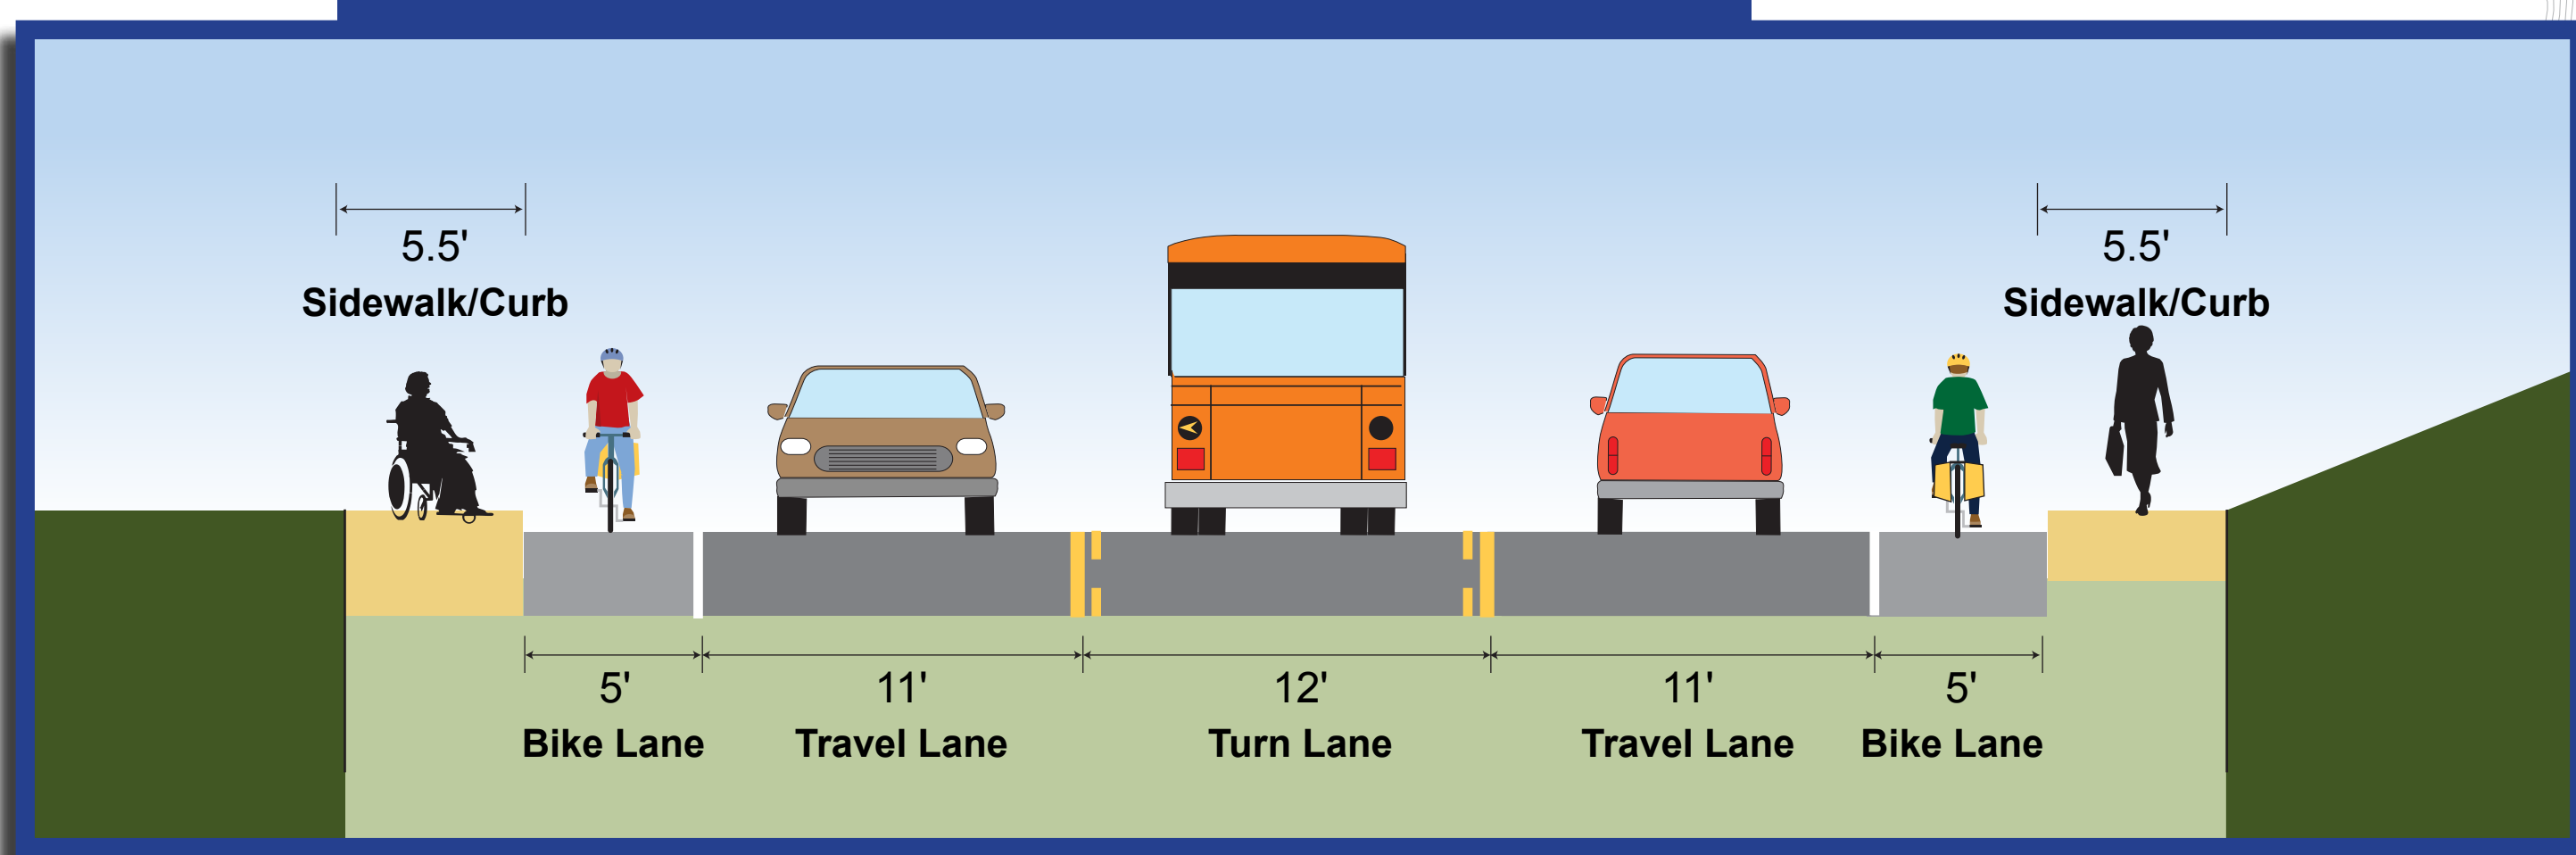 5.5'
Sidewalk/Curb
5.5'
Sidewalk/Curb
5'
Bike Lane
11'
Travel Lane
12'
Turn Lane
11'
Travel Lane
5'
Bike Lane